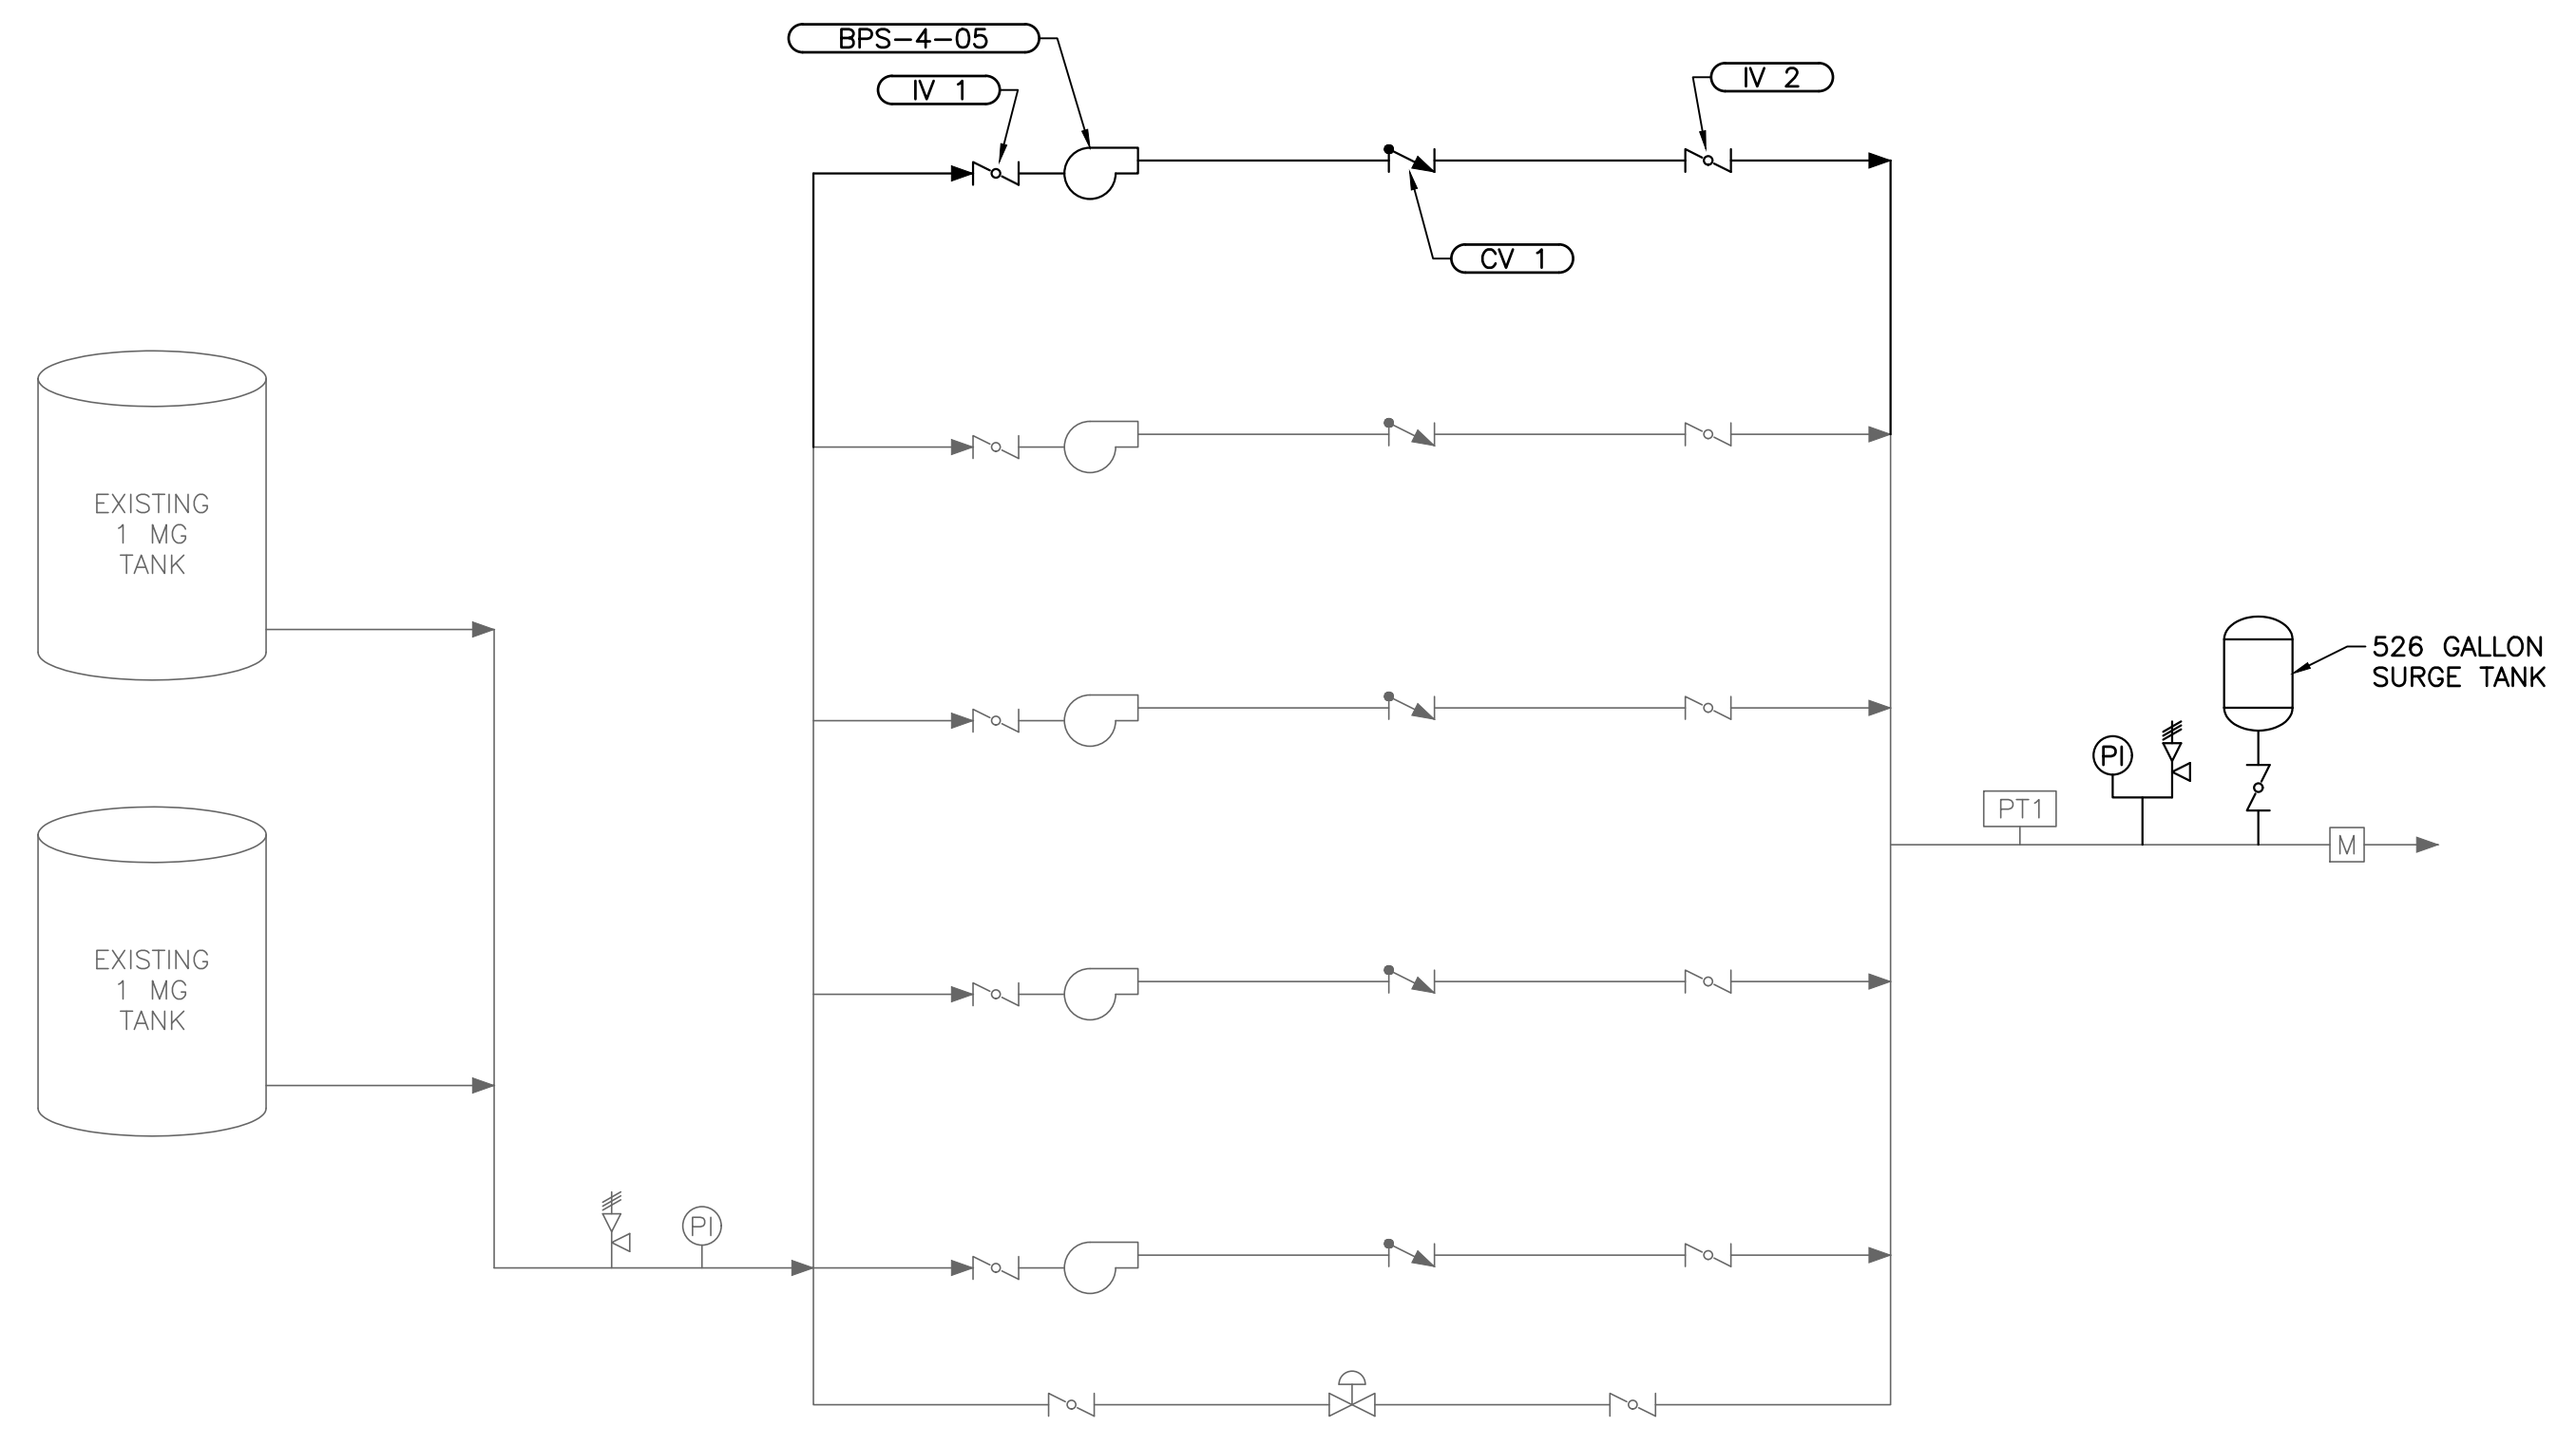 BPS-4-05
IV 1
IV 2
CV 1
EXISTING
1 MG
TANK
526 GALLON
SURGE TANK
PI
PT1
M
EXISTING
1 MG
TANK
PI